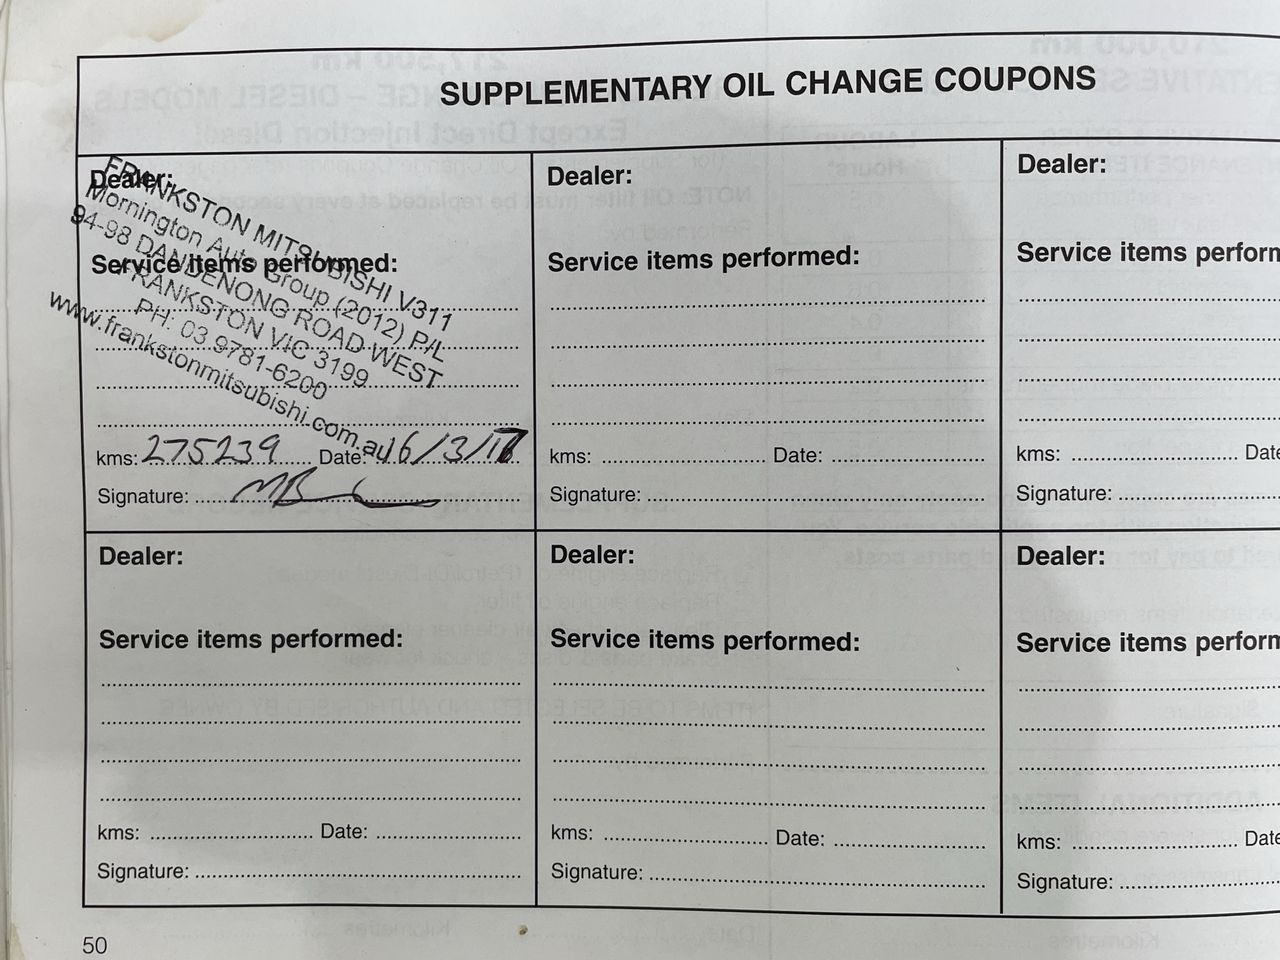 SUPPLEMENTARY OIL CHANGE COUPONS
Dealer:
FRANKSTON MITSUBISHI V311
Mornington Auto Group (2012) P/L
94-98 DANDENONG ROAD WEST
FRANKSTON VIC 3199
PH: 03 9781-6200
www.frankstonmitsubishi.com.au
Service items performed:
kms: 275239 Date: 16/3/
Signature:
Dealer:
Service items performed:
kms: Date:
Signature:
Dealer:
Service items perform
kms: Date
Signature:
Dealer:
Service items performed:
kms: Date:
Signature:
Dealer:
Service items performed:
kms: Date:
Signature:
Dealer:
Service items perform
kms: Date
Signature:
50